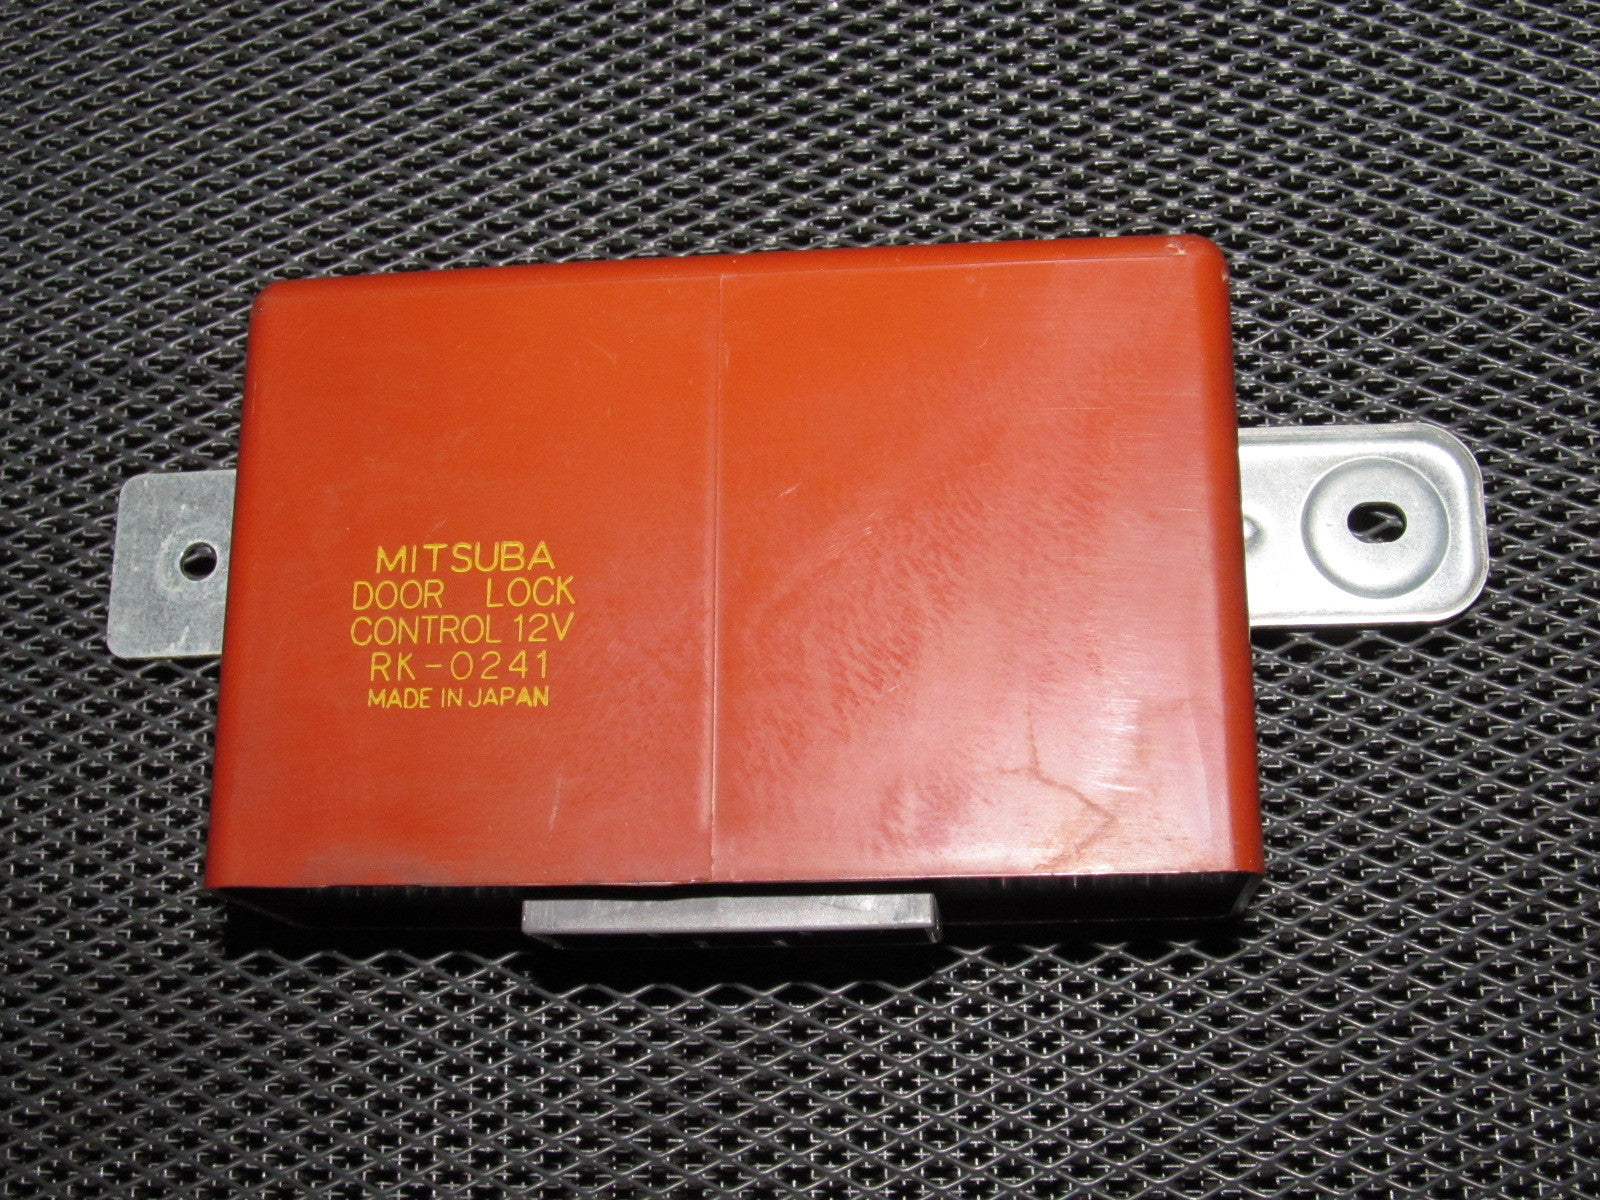 MITSUBA
DOOR LOCK
CONTROL 12V
RK-0241
MADE IN JAPAN